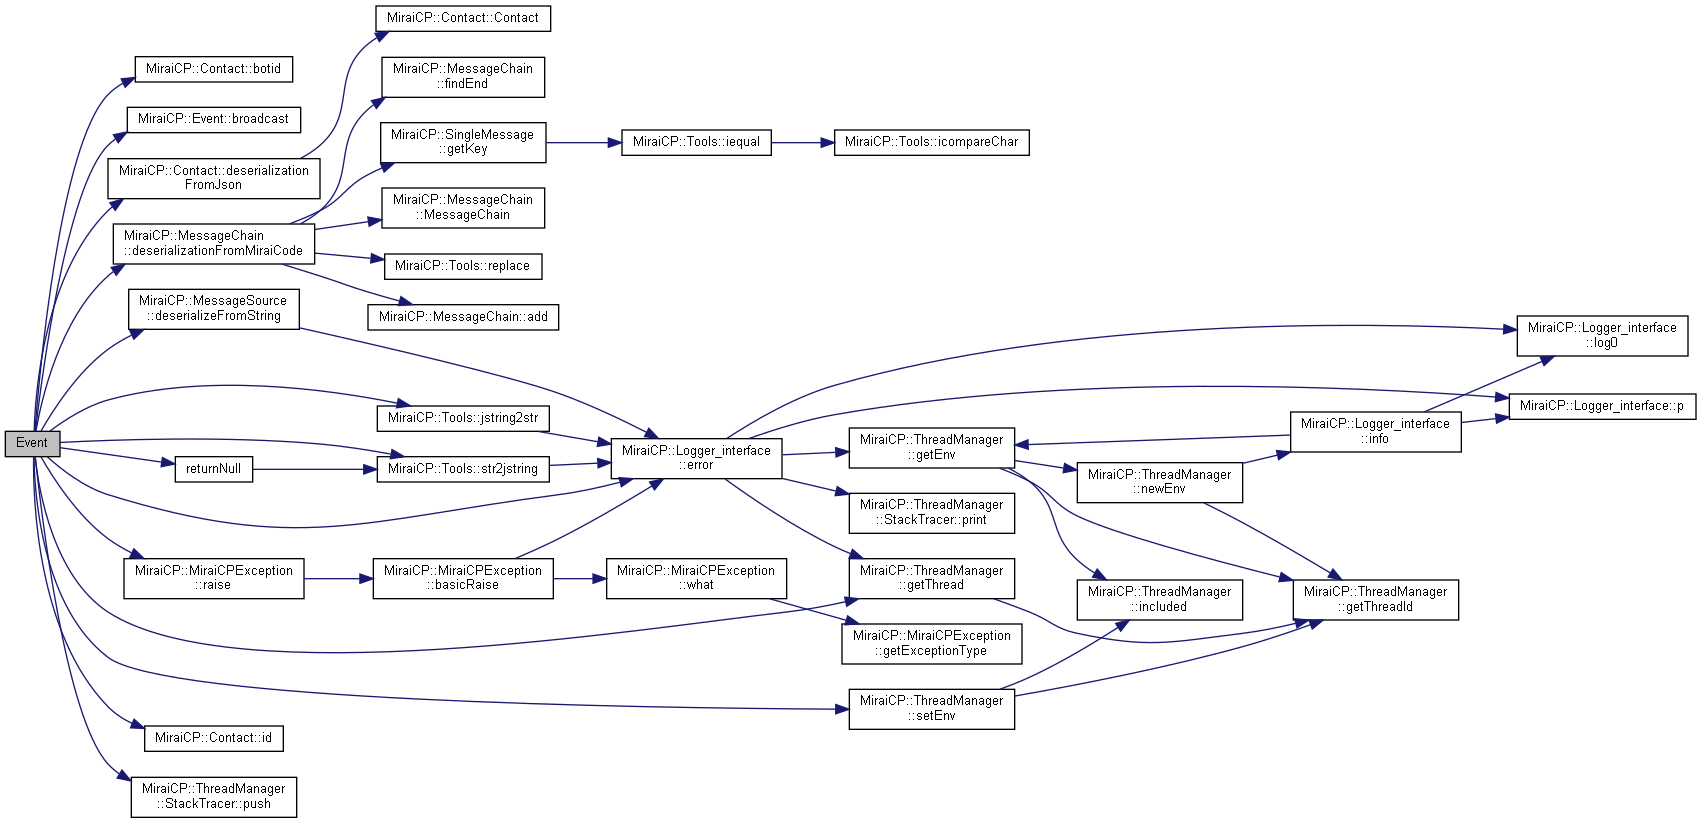 MiraiCP::Contact::Contact
MiraiCP::Contact::botid
MiraiCP::MessageChain
::findEnd
MiraiCP::Event::broadcast
MiraiCP::SingleMessage
::getKey
MiraiCP::Tools::iequal
MiraiCP::Tools::icompareChar
MiraiCP::Contact::deserialization
FromJson
MiraiCP::MessageChain
::MessageChain
MiraiCP::MessageChain
::deserializationFromMiraiCode
MiraiCP::Tools::replace
MiraiCP::MessageSource
::deserializeFromString
MiraiCP::MessageChain::add
MiraiCP::Logger_interface
::log0
MiraiCP::Logger_interface::p
MiraiCP::Tools::jstring2str
MiraiCP::Logger_interface
::info
Event
MiraiCP::Logger_interface
::error
MiraiCP::ThreadManager
::getEnv
returnNull
MiraiCP::Tools::str2jstring
MiraiCP::ThreadManager
::newEnv
MiraiCP::ThreadManager
::StackTracer::print
MiraiCP::MiraiCPException
::raise
MiraiCP::MiraiCPException
::basicRaise
MiraiCP::MiraiCPException
::what
MiraiCP::ThreadManager
::getThread
MiraiCP::ThreadManager
::included
MiraiCP::ThreadManager
::getThreadId
MiraiCP::MiraiCPException
::getExceptionType
MiraiCP::ThreadManager
::setEnv
MiraiCP::Contact::id
MiraiCP::ThreadManager
::StackTracer::push